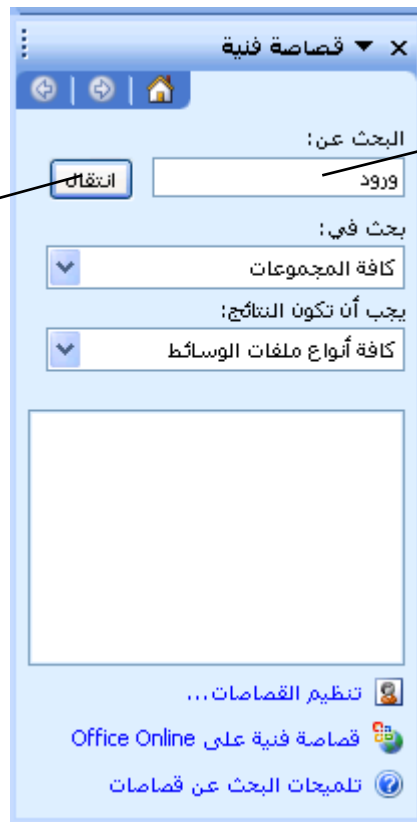 قصاصة فنية
البحث عن:
ورود
انتقال
بحث في:
كافة المجموعات
يجب أن تكون النتائج:
كافة أنواع ملفات الوسائط
تنظيم القصاصات...
قصاصة فنية على Office Online
تلميحات البحث عن قصاصات